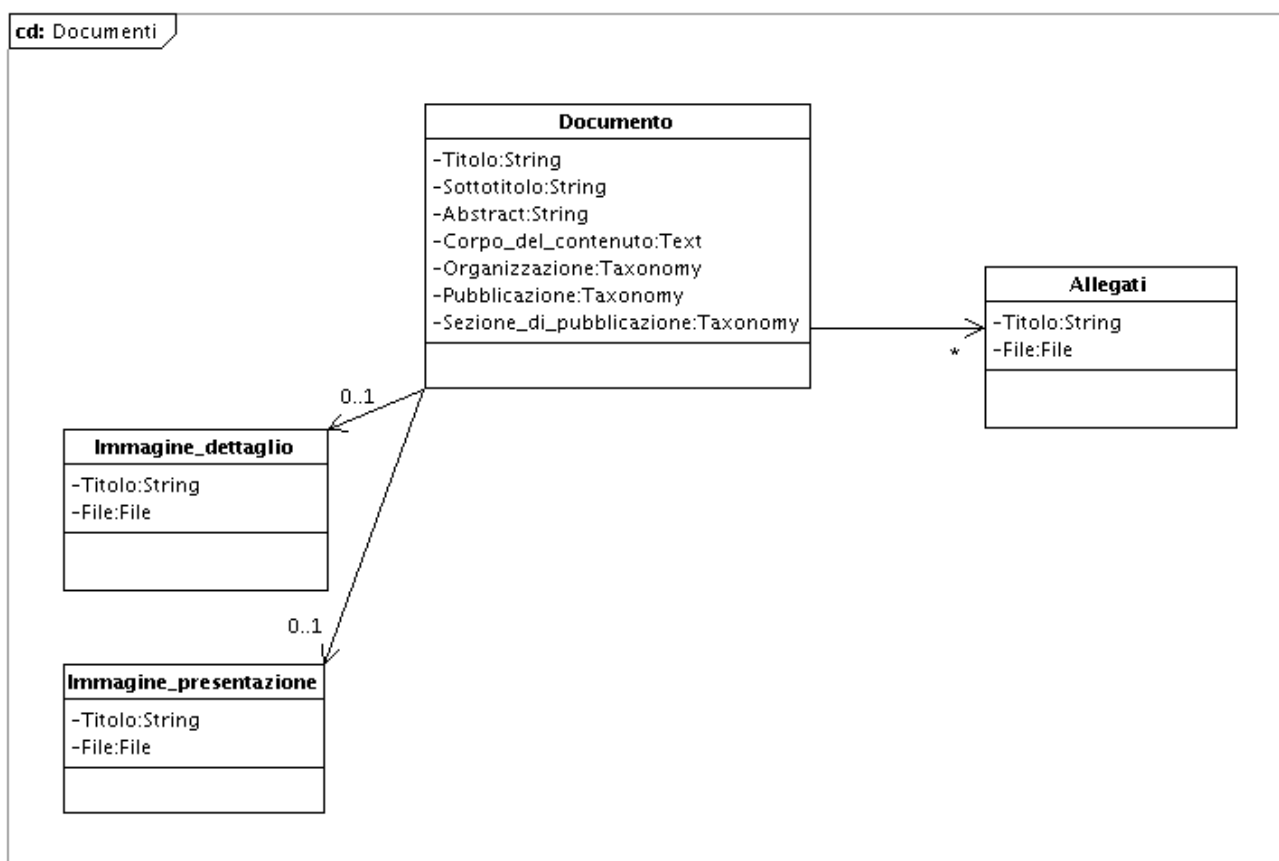 cd: Documenti
Documento
-Titolo:String
-Sottotitolo:String
-Abstract:String
-Corpo_del_contenuto:Text
-Organizzazione:Taxonomy
-Pubblicazione:Taxonomy
-Sezione_di_pubblicazione:Taxonomy
Allegati
-Titolo:String
-File:File
*
0..1
Immagine_dettaglio
-Titolo:String
-File:File
0..1
Immagine_presentazione
-Titolo:String
-File:File